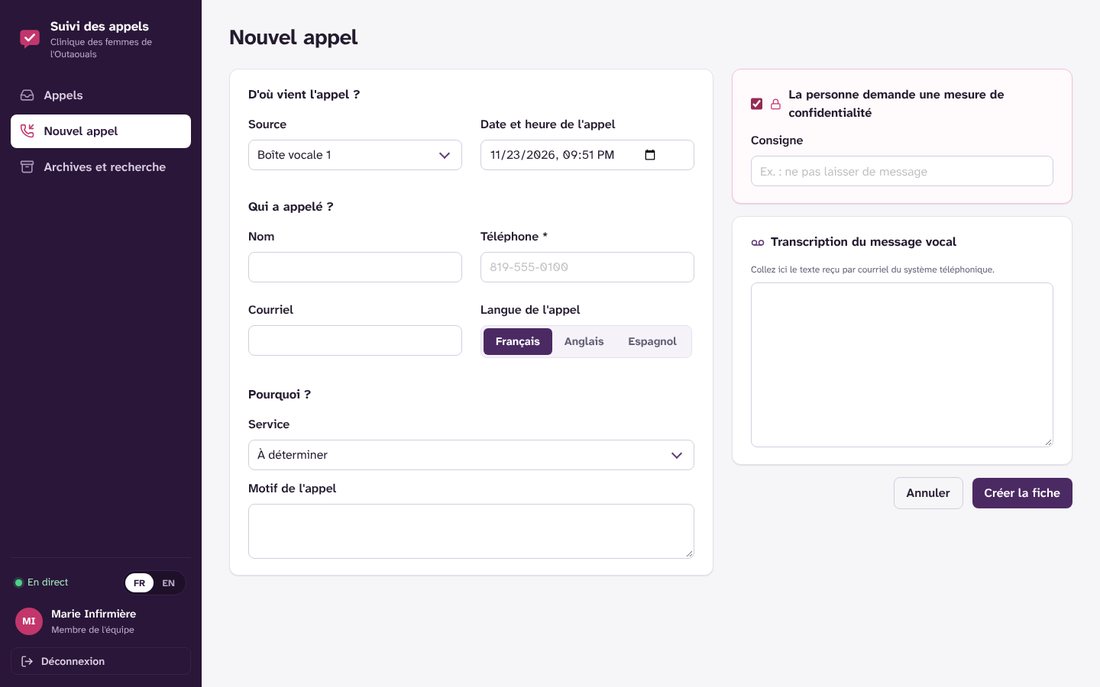 Suivi des appels
Clinique des femmes de
l'Outaouais
Appels
Nouvel appel
Archives et recherche
En direct
FR
EN
MI
Marie Infirmière
Membre de l'équipe
Déconnexion
Nouvel appel
D'où vient l'appel ?
Source
Date et heure de l'appel
Boîte vocale 1
11/23/2026, 09:51 PM
Qui a appelé ?
Nom
Téléphone *
819-555-0100
Courriel
Langue de l'appel
Français
Anglais
Espagnol
Pourquoi ?
Service
À déterminer
Motif de l'appel
La personne demande une mesure de
confidentialité
Consigne
Ex. : ne pas laisser de message
Transcription du message vocal
Collez ici le texte reçu par courriel du système téléphonique.
Annuler
Créer la fiche